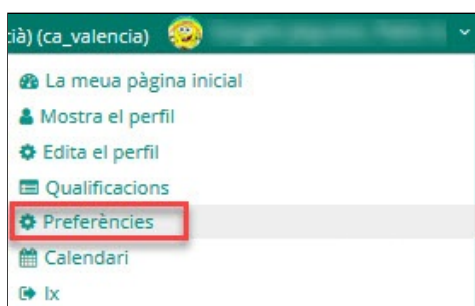 ià) (ca_valencia)
La meua pàgina inicial
Mostra el perfil
Edita el perfil
Qualificacions
Preferències
Calendari
Ix